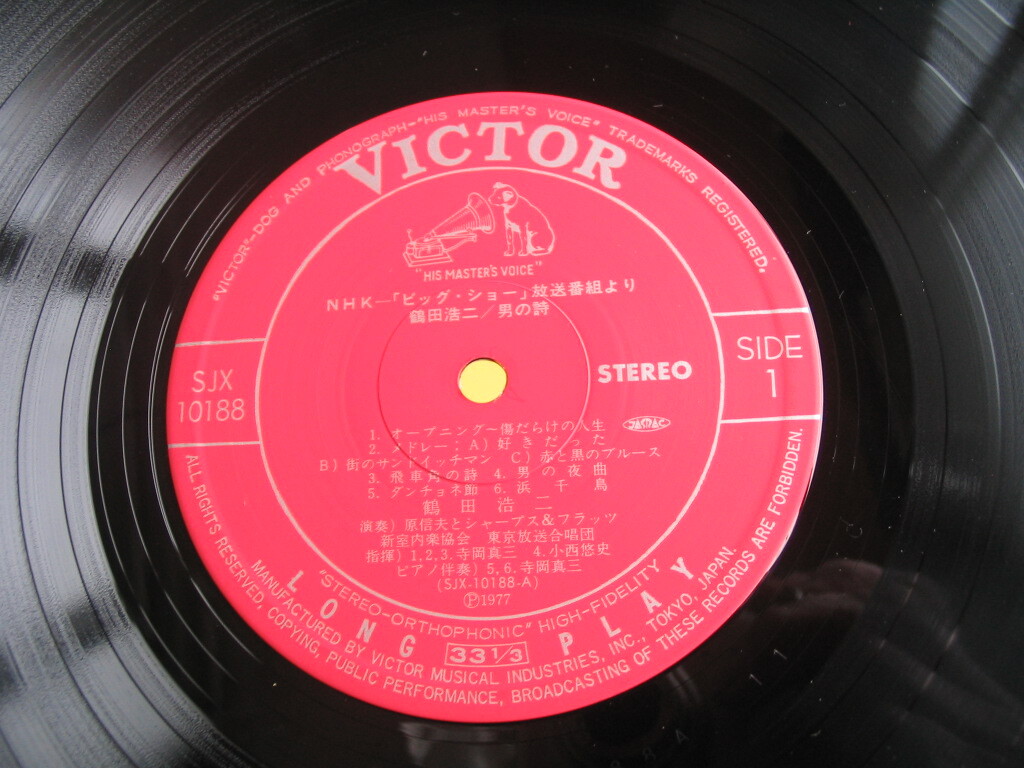 "VICTOR"–DOG AND PHONOGRAPH–"HIS MASTER'S VOICE" TRADEMARKS REGISTERED.
VICTOR
"HIS MASTER'S VOICE"
NHK―「ビッグ・ショー」放送番組より
鶴田浩二/男の詩
SJX
10188
STEREO
SIDE
1
1. オープニング~傷だらけの人生
JASRAC
2. メドレー:A) 好きだった
B) 街のサンドイッチマン C) 赤と黒のブルース
3. 飛車角の詩 4. 男の夜曲
5. ダンチョネ節 6. 浜千鳥
鶴田浩二
演奏) 原信夫とシャープス&フラッツ
新室内楽協会 東京放送合唱団
指揮) 1,2,3.寺岡真三 4.小西悠史
ピアノ伴奏) 5,6.寺岡真三
(SJX-10188-A)
Ⓟ1977
"STEREO-ORTHOPHONIC" HIGH-FIDELITY
LONG 33 1/3 PLAY
MANUFACTURED BY VICTOR MUSICAL INDUSTRIES, INC., TOKYO, JAPAN.
ALL RIGHTS RESERVED, COPYING, PUBLIC PERFORMANCE, BROADCASTING OF THESE RECORDS ARE FORBIDDEN.